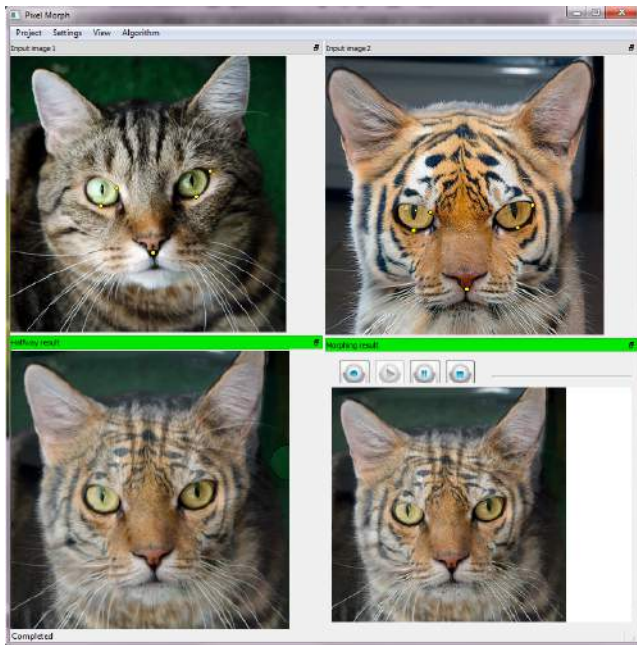 Pixel Morph
Project Settings View Algorithm
Input image 1
Input image 2
Halfway result
Morphing result
Completed